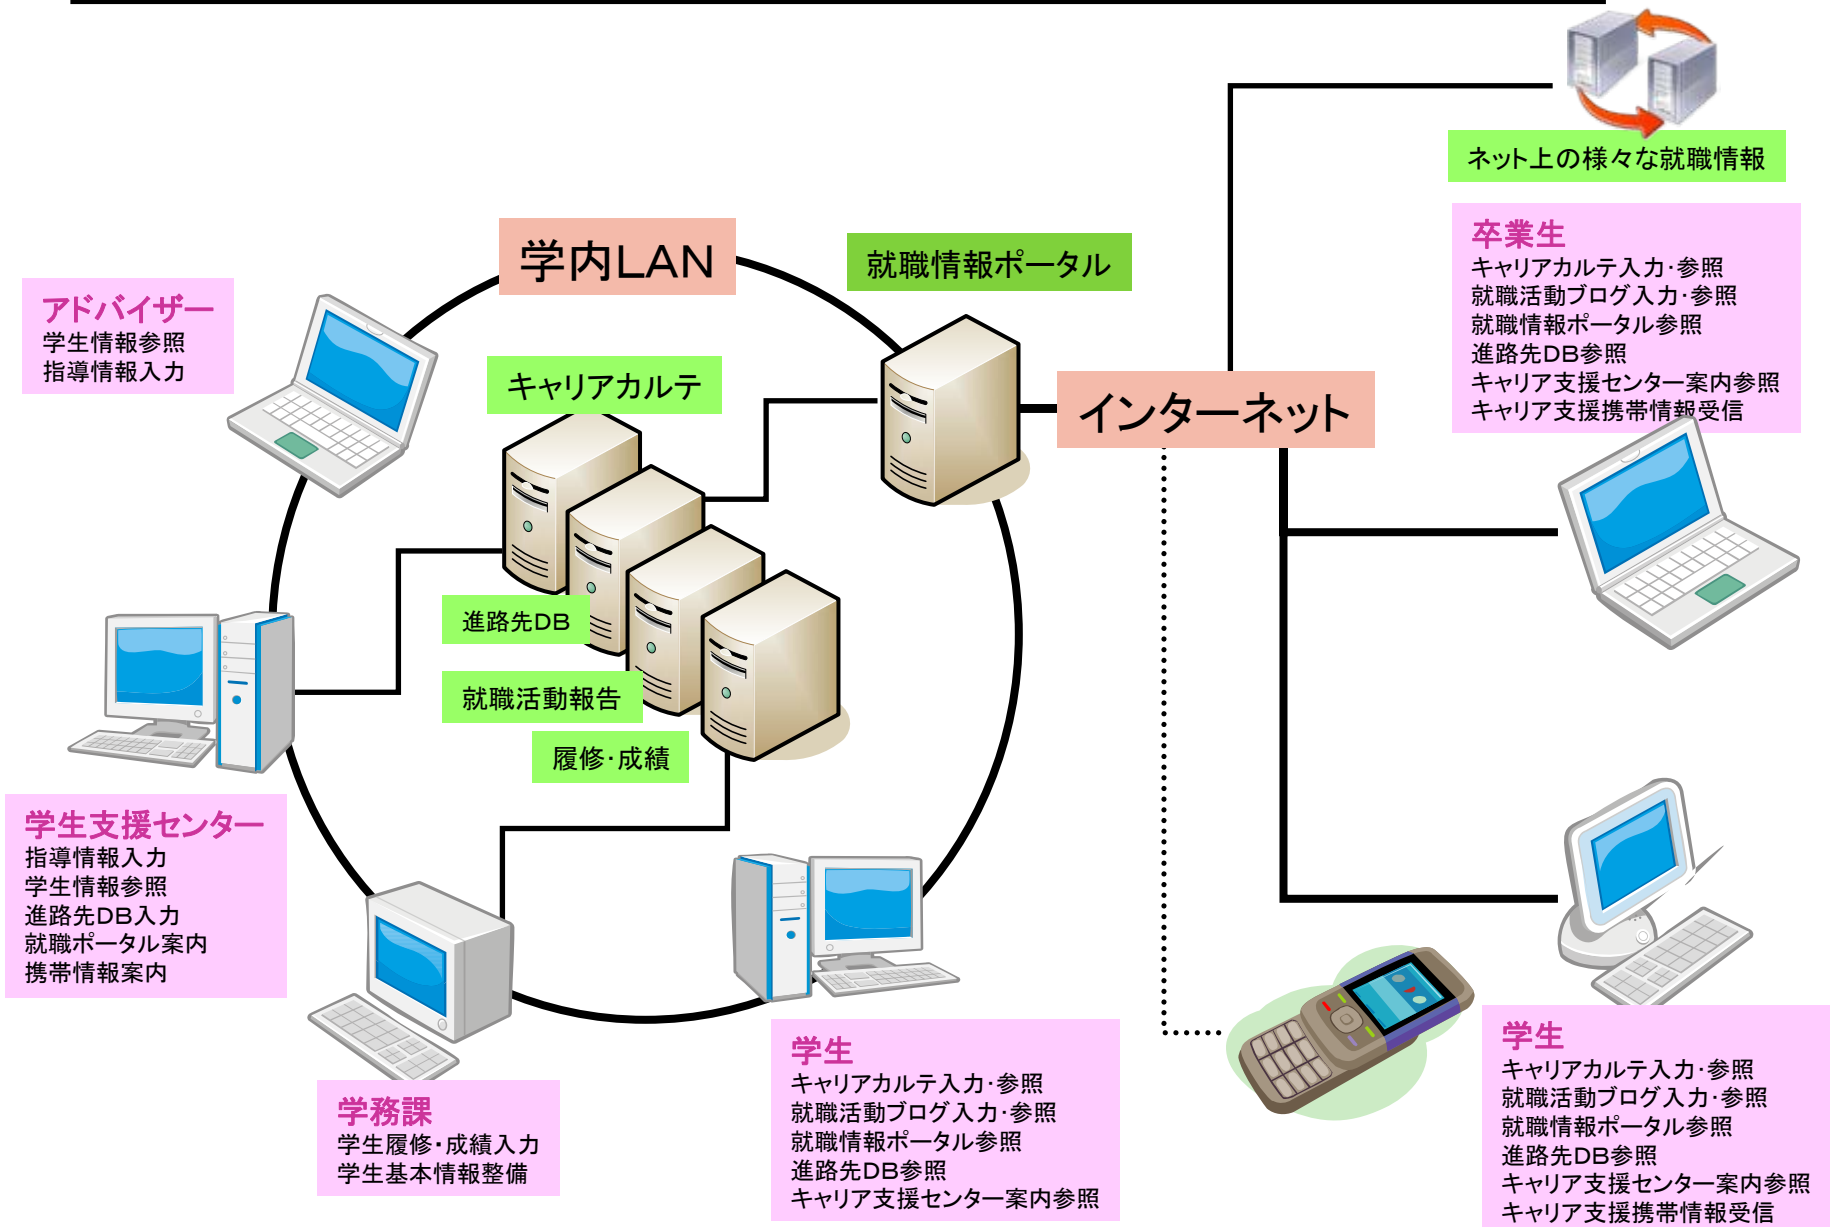 ネット上の様々な就職情報
学内LAN
就職情報ポータル
卒業生
キャリアカルテ入力・参照
就職活動ブログ入力・参照
就職情報ポータル参照
進路先DB参照
キャリア支援センター案内参照
キャリア支援携帯情報受信
アドバイザー
学生情報参照
指導情報入力
キャリアカルテ
インターネット
進路先DB
就職活動報告
履修・成績
学生支援センター
指導情報入力
学生情報参照
進路先DB入力
就職ポータル案内
携帯情報案内
学務課
学生履修・成績入力
学生基本情報整備
学生
キャリアカルテ入力・参照
就職活動ブログ入力・参照
就職情報ポータル参照
進路先DB参照
キャリア支援センター案内参照
学生
キャリアカルテ入力・参照
就職活動ブログ入力・参照
就職情報ポータル参照
進路先DB参照
キャリア支援センター案内参照
キャリア支援携帯情報受信